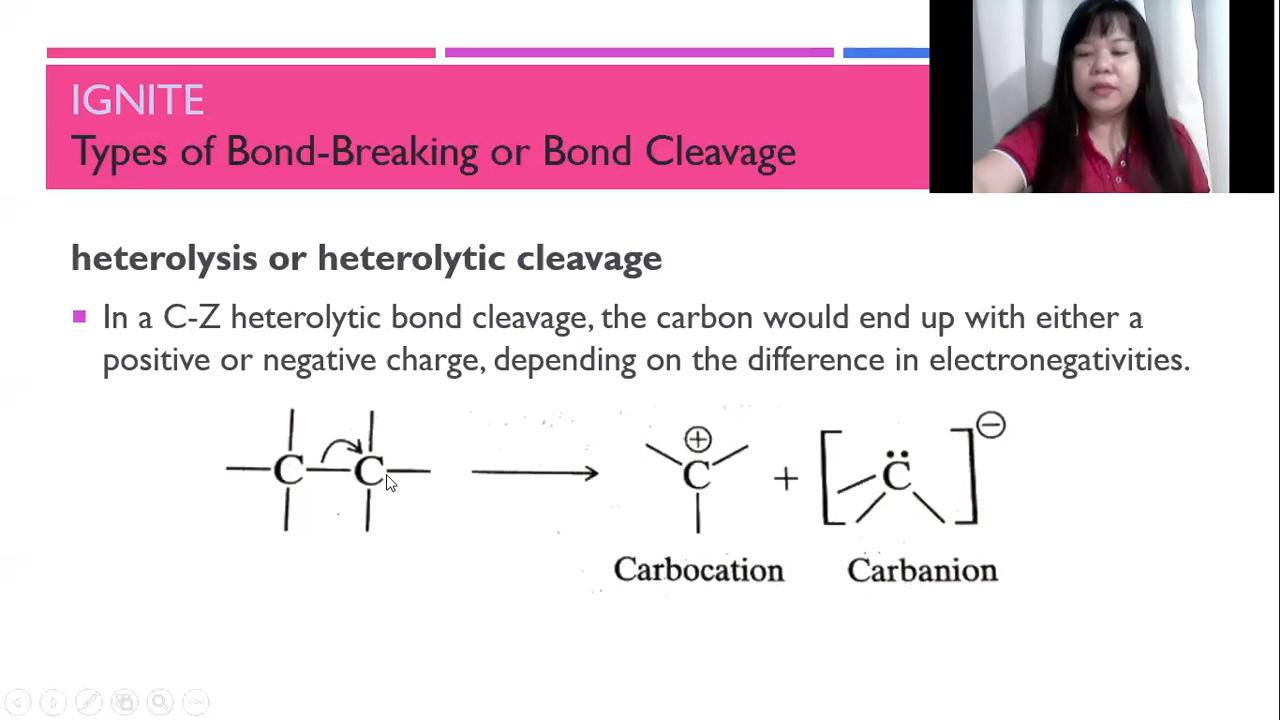 IGNITE
Types of Bond-Breaking or Bond Cleavage
heterolysis or heterolytic cleavage
In a C-Z heterolytic bond cleavage, the carbon would end up with either a
positive or negative charge, depending on the difference in electronegativities.
C C C + C
Carbocation Carbanion